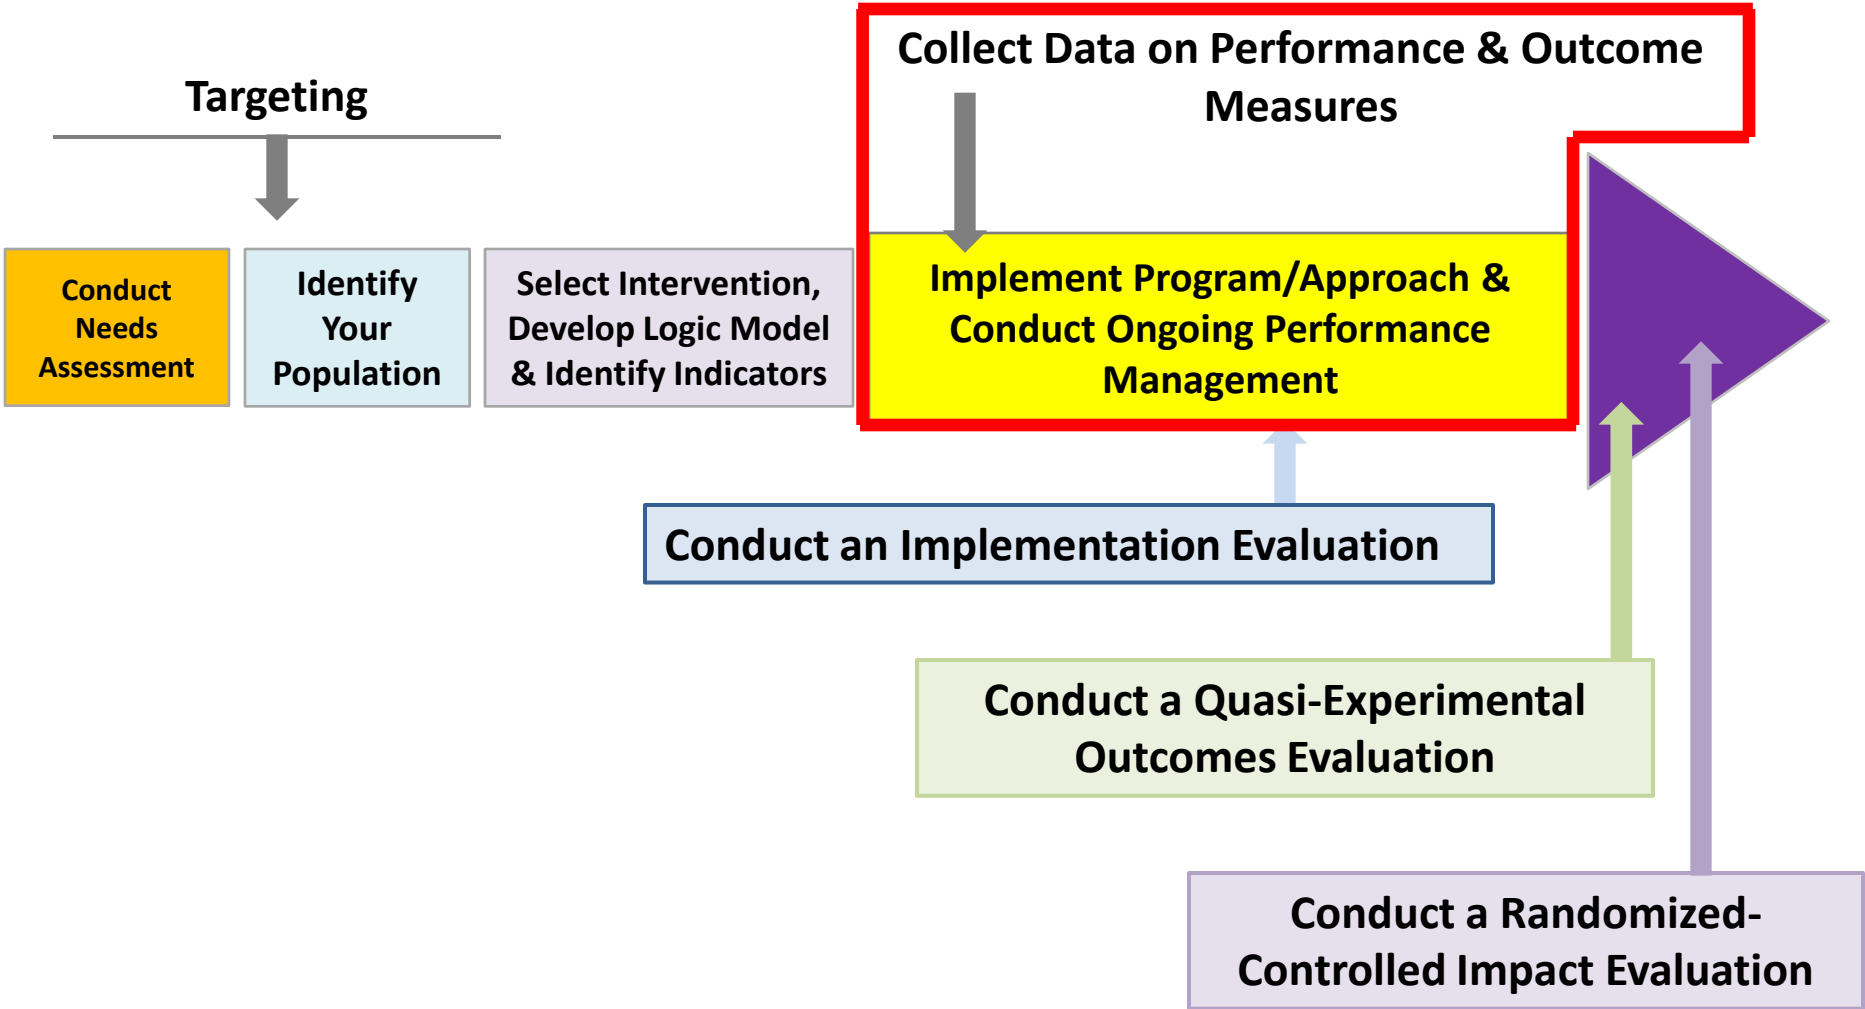 Collect Data on Performance & Outcome
Measures
Targeting
Conduct
Needs
Assessment
Identify
Your
Population
Select Intervention,
Develop Logic Model
& Identify Indicators
Implement Program/Approach &
Conduct Ongoing Performance
Management
Conduct an Implementation Evaluation
Conduct a Quasi-Experimental
Outcomes Evaluation
Conduct a Randomized-
Controlled Impact Evaluation